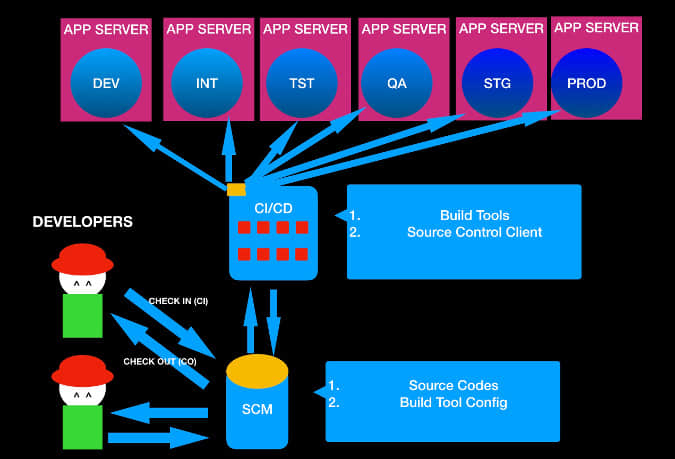 APP SERVER
APP SERVER
APP SERVER
APP SERVER
APP SERVER
APP SERVER
DEV
INT
TST
QA
STG
PROD
CI/CD
1. Build Tools
2. Source Control Client
DEVELOPERS
CHECK IN (CI)
CHECK OUT (CO)
SCM
1. Source Codes
2. Build Tool Config